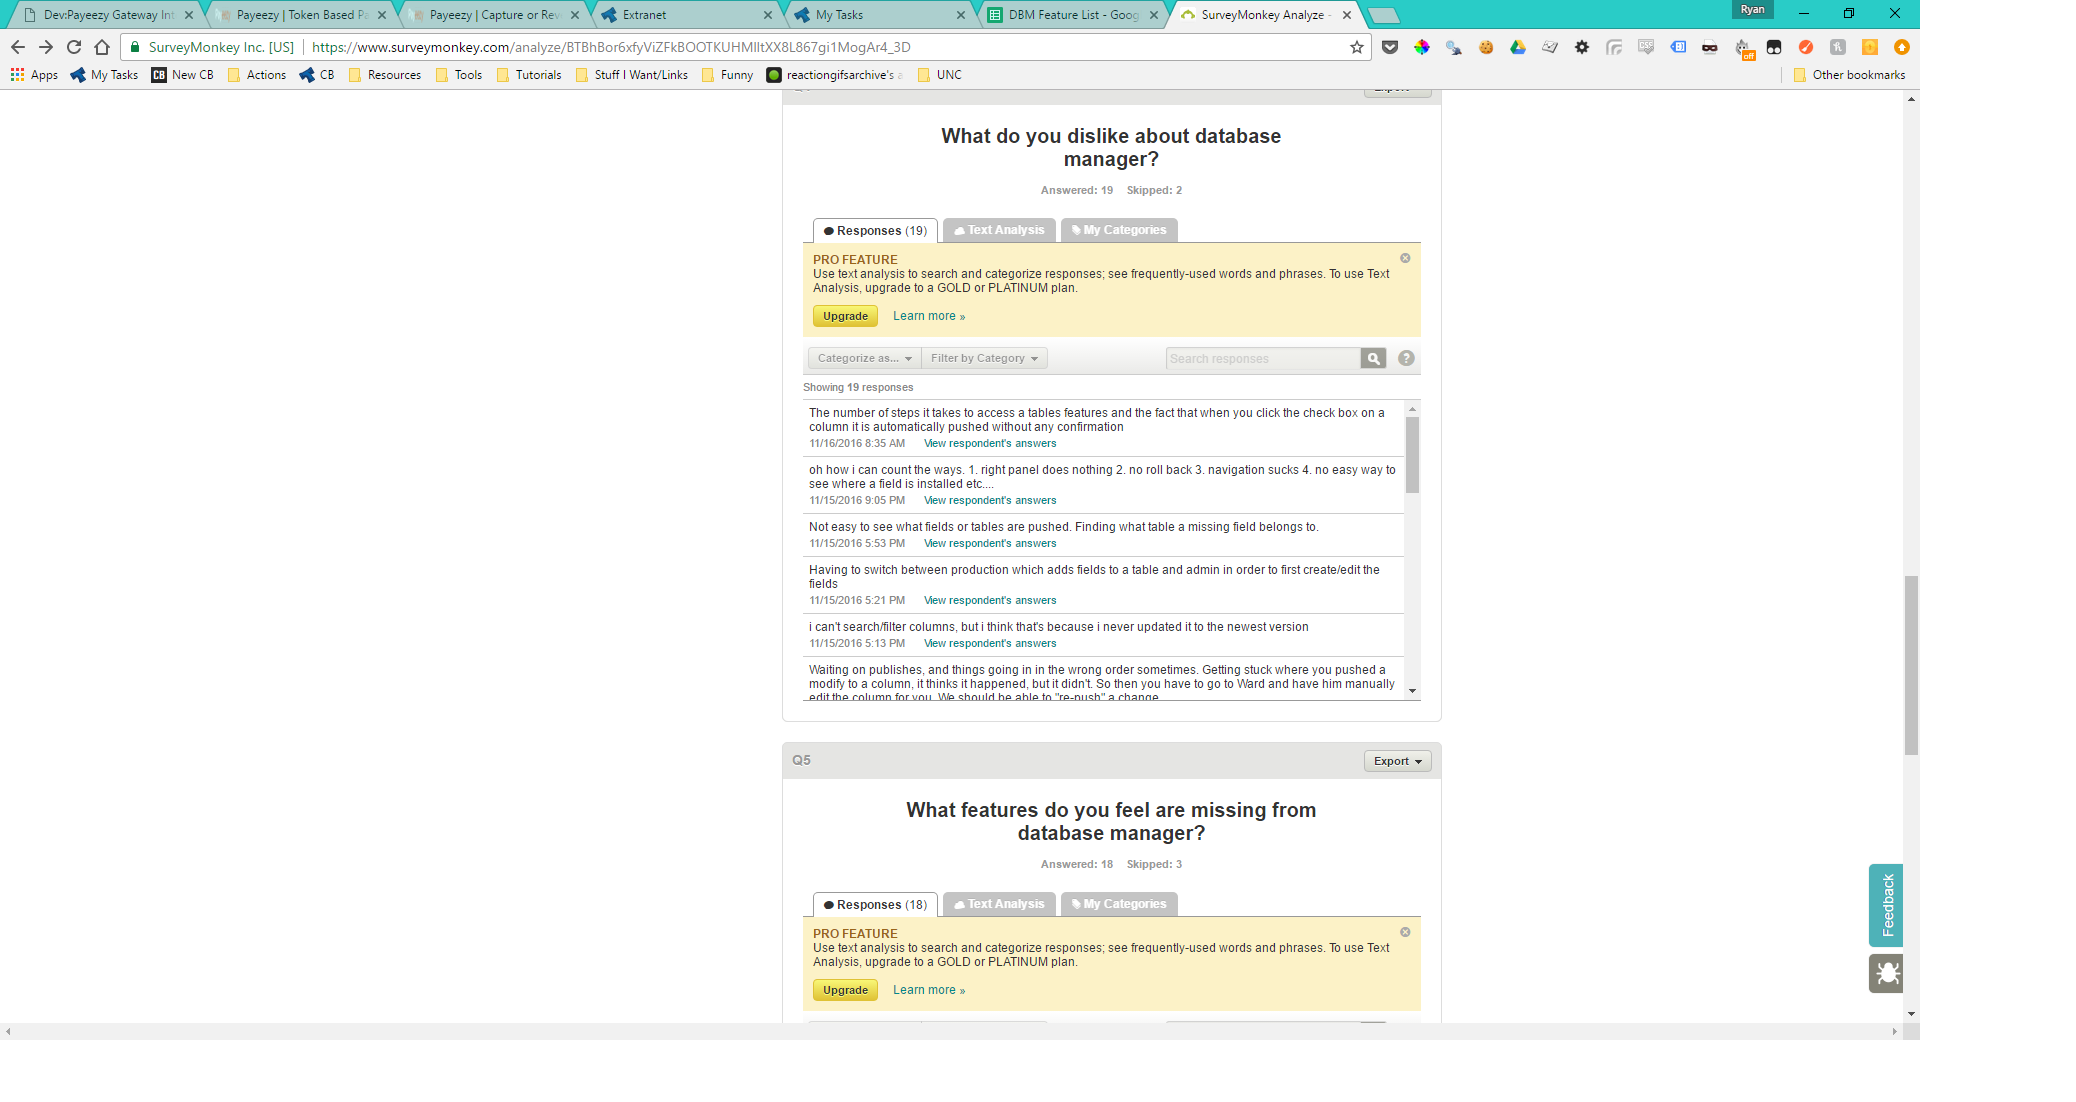 Dev:Payeezy Gateway Int
Payeezy | Token Based Pa
Payeezy | Capture or Rev
Extranet
My Tasks
DBM Feature List - Goog
SurveyMonkey Analyze -
Ryan
SurveyMonkey Inc. [US]
https://www.surveymonkey.com/analyze/BTBhBor6xfyViZFkBOOTKUHMlltXX8L867gi1MogAr4_3D
off
Apps
My Tasks
CB New CB
Actions
CB
Resources
Tools
Tutorials
Stuff I Want/Links
Funny
reactiongifsarchive's a
UNC
Other bookmarks
What do you dislike about database
manager?
Answered: 19 Skipped: 2
Responses (19)
Text Analysis
My Categories
PRO FEATURE
Use text analysis to search and categorize responses; see frequently-used words and phrases. To use Text
Analysis, upgrade to a GOLD or PLATINUM plan.
Upgrade
Learn more »
Categorize as...
Filter by Category
Search responses
?
Showing 19 responses
The number of steps it takes to access a tables features and the fact that when you click the check box on a
column it is automatically pushed without any confirmation
11/16/2016 8:35 AM View respondent's answers
oh how i can count the ways. 1. right panel does nothing 2. no roll back 3. navigation sucks 4. no easy way to
see where a field is installed etc....
11/15/2016 9:05 PM View respondent's answers
Not easy to see what fields or tables are pushed. Finding what table a missing field belongs to.
11/15/2016 5:53 PM View respondent's answers
Having to switch between production which adds fields to a table and admin in order to first create/edit the
fields
11/15/2016 5:21 PM View respondent's answers
i can't search/filter columns, but i think that's because i never updated it to the newest version
11/15/2016 5:13 PM View respondent's answers
Waiting on publishes, and things going in in the wrong order sometimes. Getting stuck where you pushed a
modify to a column, it thinks it happened, but it didn't. So then you have to go to Ward and have him manually
edit the column for you. We should be able to "re-push" a change
Q5
Export
What features do you feel are missing from
database manager?
Answered: 18 Skipped: 3
Responses (18)
Text Analysis
My Categories
PRO FEATURE
Use text analysis to search and categorize responses; see frequently-used words and phrases. To use Text
Analysis, upgrade to a GOLD or PLATINUM plan.
Upgrade
Learn more »
Feedback